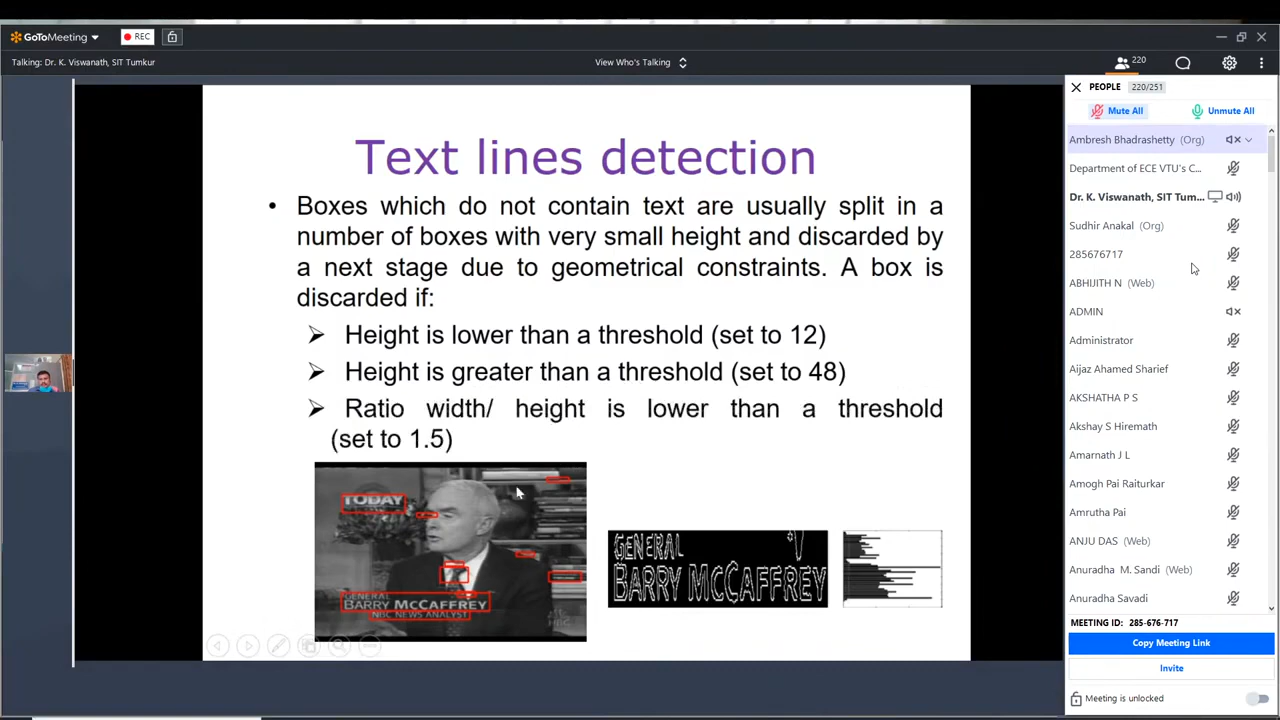 GoToMeeting
REC
Talking: Dr. K. Viswanath, SIT Tumkur
View Who's Talking
220
PEOPLE 220/251
Mute All
Unmute All
Ambresh Bhadrashetty (Org)
Department of ECE VTU's C...
Dr. K. Viswanath, SIT Tum...
Sudhir Anakal (Org)
285676717
ABHIJITH N (Web)
ADMIN
Administrator
Aijaz Ahamed Sharief
AKSHATHA P S
Akshay S Hiremath
Amarnath J L
Amogh Pai Raiturkar
Amrutha Pai
ANJU DAS (Web)
Anuradha M. Sandi (Web)
Anuradha Savadi
MEETING ID: 285-676-717
Copy Meeting Link
Invite
Meeting is unlocked
Text lines detection
• Boxes which do not contain text are usually split in a
number of boxes with very small height and discarded by
a next stage due to geometrical constraints. A box is
discarded if:
➢ Height is lower than a threshold (set to 12)
➢ Height is greater than a threshold (set to 48)
➢ Ratio width/ height is lower than a threshold
(set to 1.5)
TODAY
GENERAL
BARRY MCCAFFREY
NBC NEWS ANALYST
GENERAL
BARRY MCCAFFREY